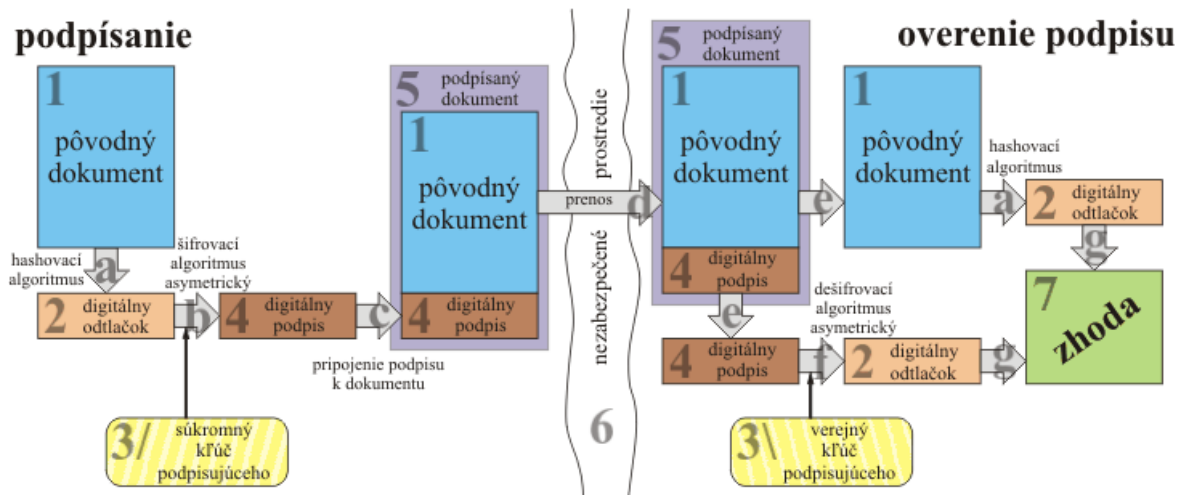 podpísanie
1
pôvodný
dokument
hashovací
algoritmus
a
2
digitálny
odtlačok
šifrovací
algoritmus
asymetrický
b
3/
súkromný
kľúč
podpisujúceho
4
digitálny
podpis
c
pripojenie podpisu
k dokumentu
5
podpísaný
dokument
1
pôvodný
dokument
4
digitálny
podpis
prenos
d
nezabezpečené prostredie
6
overenie podpisu
5
podpísaný
dokument
1
pôvodný
dokument
4
digitálny
podpis
e
1
pôvodný
dokument
hashovací
algoritmus
a
2
digitálny
odtlačok
g
e
4
digitálny
podpis
dešifrovací
algoritmus
asymetrický
f
3\
verejný
kľúč
podpisujúceho
2
digitálny
odtlačok
g
7
zhoda